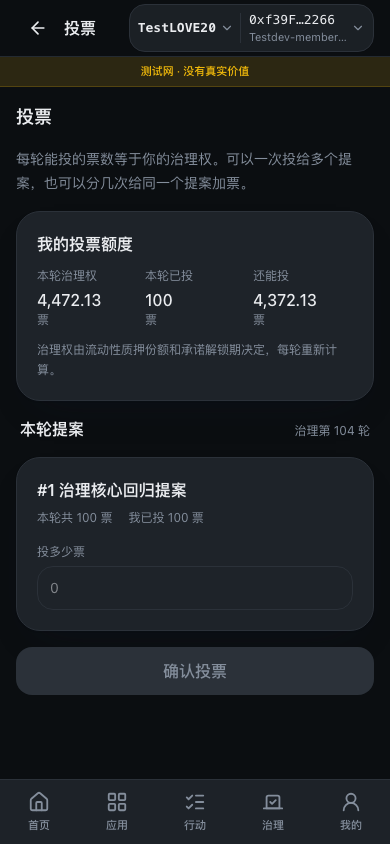 投票
TestLOVE20
0xf39F…2266
Testdev-member...
测试网 · 没有真实价值
投票
每轮能投的票数等于你的治理权。可以一次投给多个提
案，也可以分几次给同一个提案加票。
我的投票额度
本轮治理权 本轮已投 还能投
4,472.13 100 4,372.13
票 票 票
治理权由流动性质押份额和承诺解锁期决定，每轮重新计
算。
本轮提案 治理第 104 轮
#1 治理核心回归提案
本轮共 100 票 我已投 100 票
投多少票
0
确认投票
首页 应用 行动 治理 我的